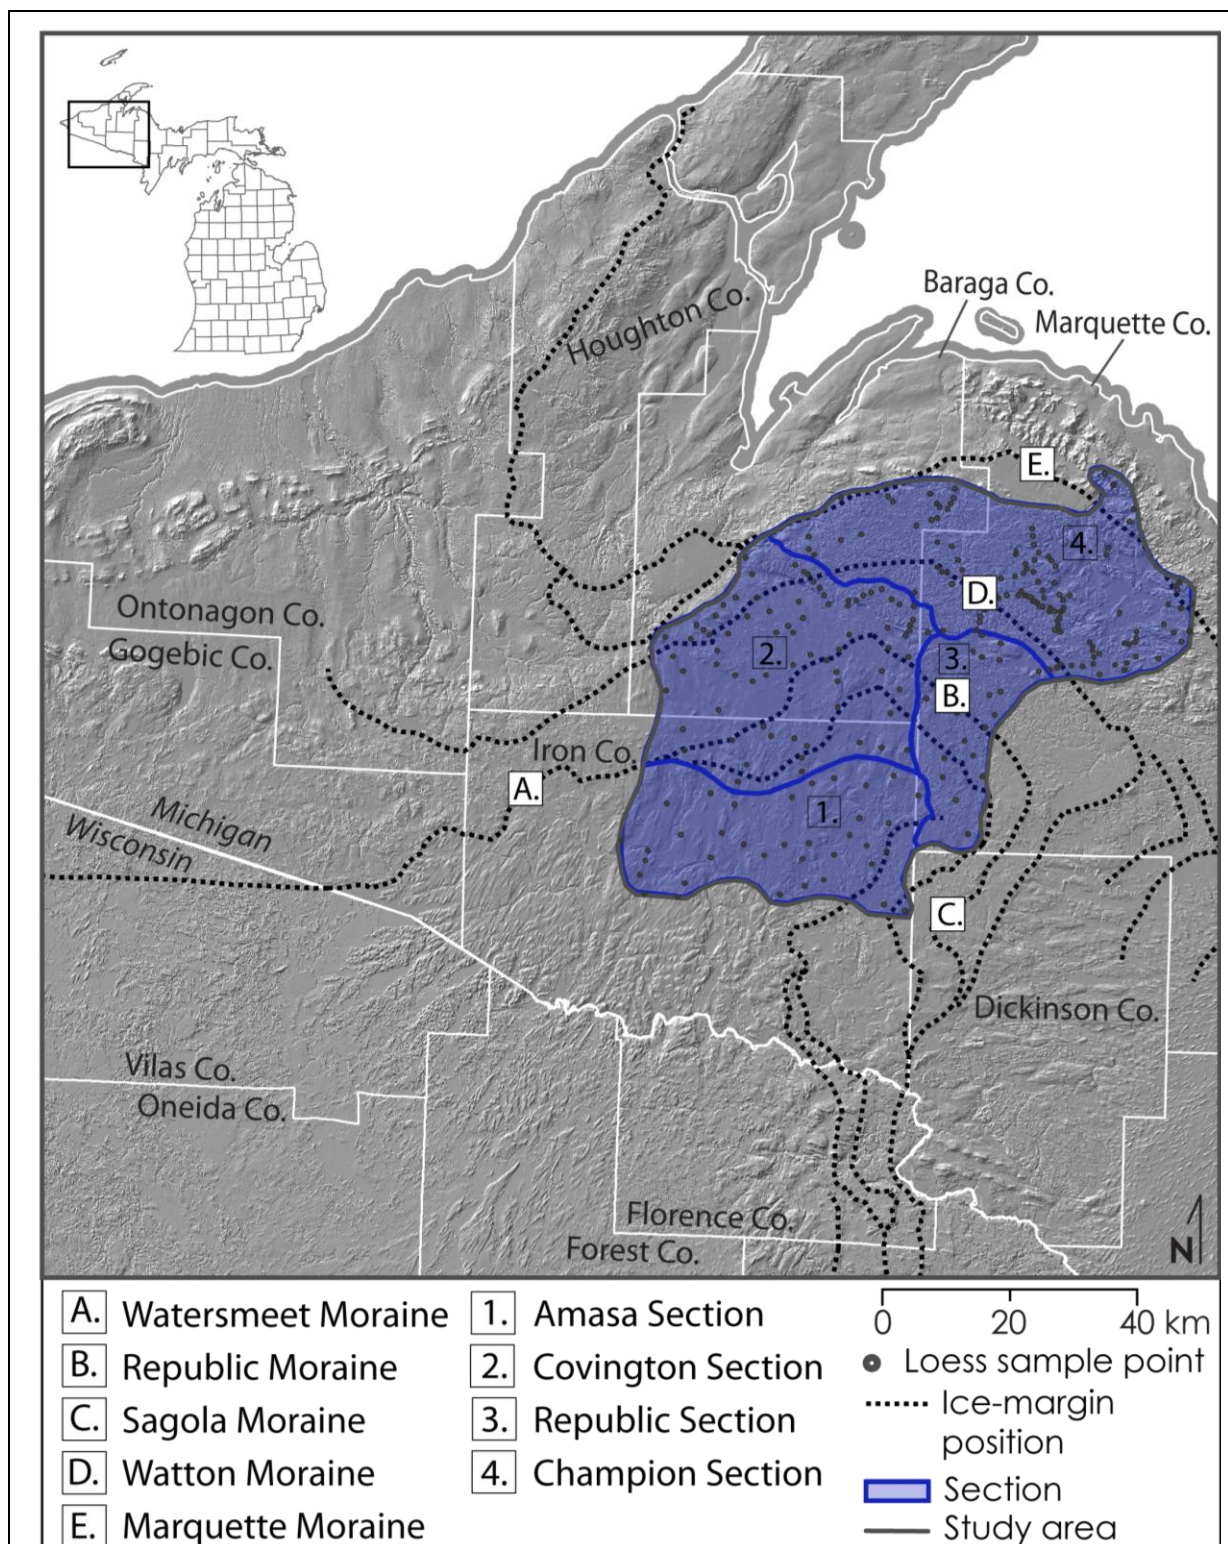 Baraga Co.
Marquette Co.
Houghton Co.
E.
4.
D.
Ontonagon Co.
Gogebic Co.
2.
3.
B.
Iron Co.
A.
1.
Michigan
Wisconsin
C.
Dickinson Co.
Vilas Co.
Oneida Co.
Florence Co.
Forest Co.
N
A. Watersmeet Moraine
B. Republic Moraine
C. Sagola Moraine
D. Watton Moraine
E. Marquette Moraine
1. Amasa Section
2. Covington Section
3. Republic Section
4. Champion Section
0 20 40 km
Loess sample point
Ice-margin
position
Section
Study area